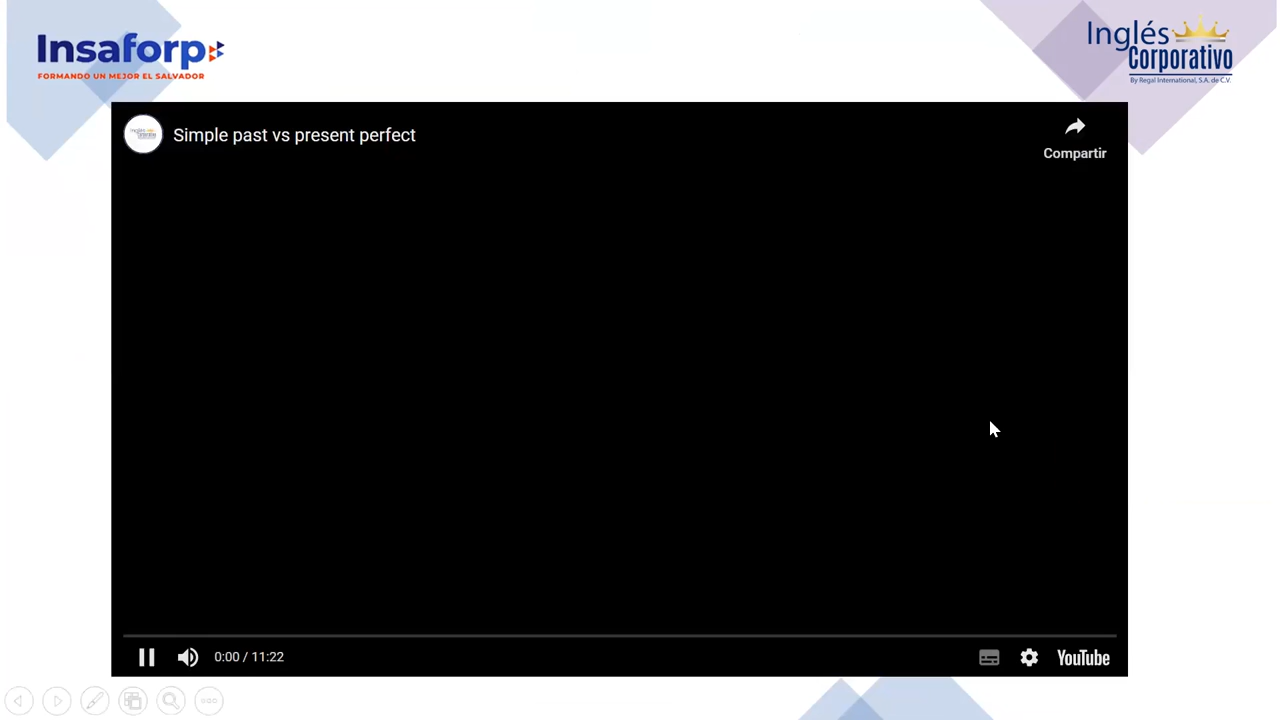 Insaforp
FORMANDO UN MEJOR EL SALVADOR
Inglés
Corporativo
By Regal International, S.A. de C.V.
Simple past vs present perfect
Compartir
0:00 / 11:22
YouTube